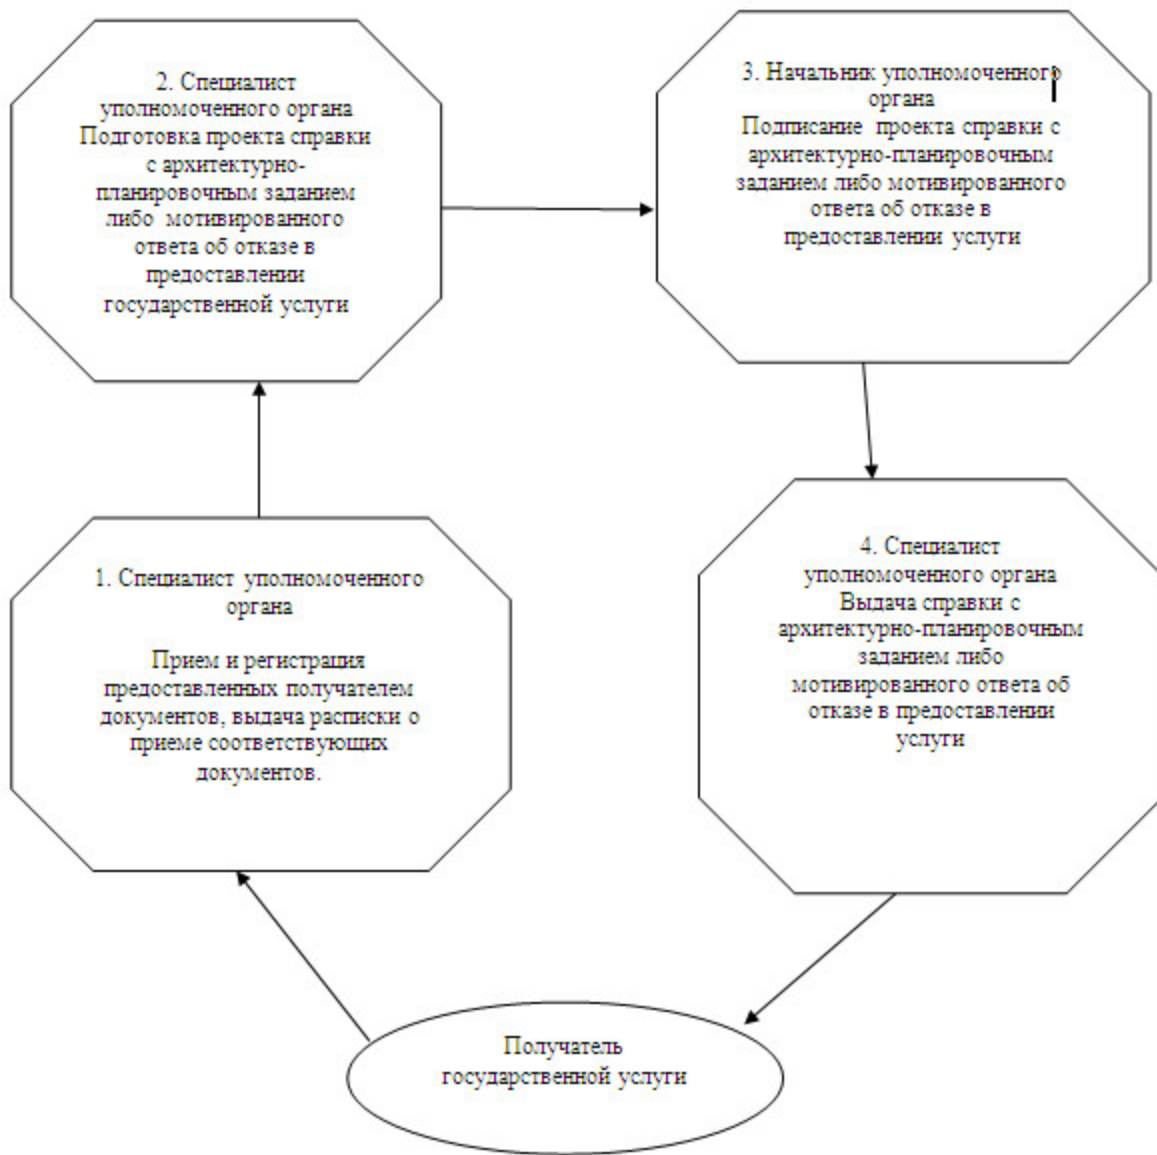 2. Специалист
уполномоченного органа
Подготовка проекта справки
с архитектурно-
планировочным заданием
либо мотивированного
ответа об отказе в
предоставлении
государственной услуги
3. Начальник уполномоченного
органа
Подписание проекта справки с
архитектурно-планировочным
заданием либо мотивированного
ответа об отказе в
предоставлении услуги
1. Специалист уполномоченного
органа
Прием и регистрация
предоставленных получателем
документов, выдача расписки о
приеме соответствующих
документов.
4. Специалист
уполномоченного органа
Выдача справки с
архитектурно-планировочным
заданием либо
мотивированного ответа об
отказе в предоставлении
услуги
Получатель
государственной услуги